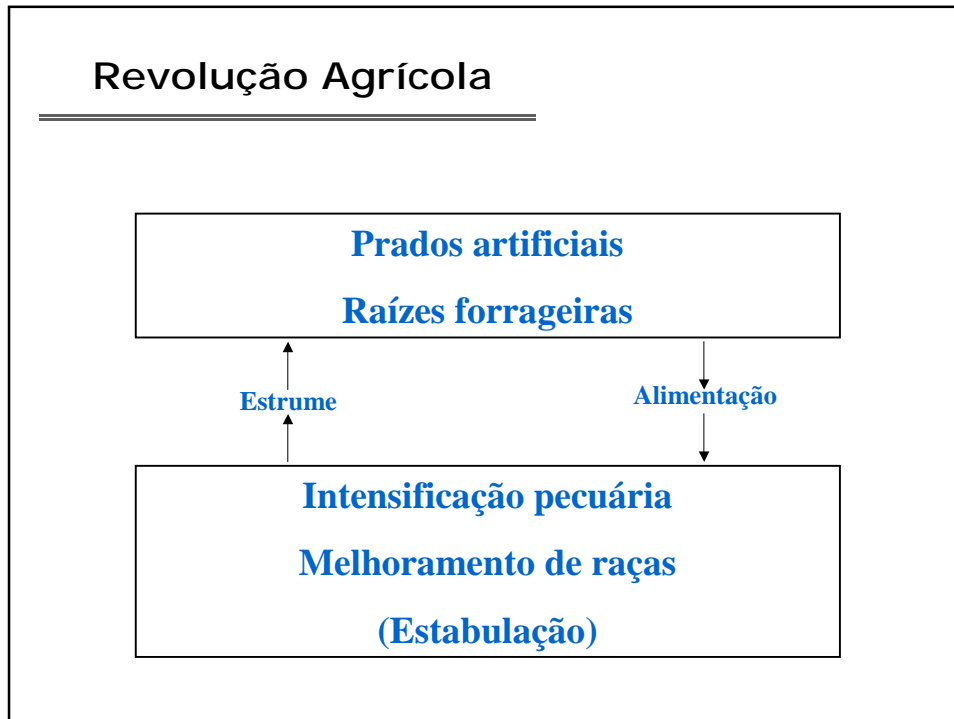 Revolução Agrícola
Prados artificiais
Raízes forrageiras
Estrume
Alimentação
Intensificação pecuária
Melhoramento de raças
(Estabulação)